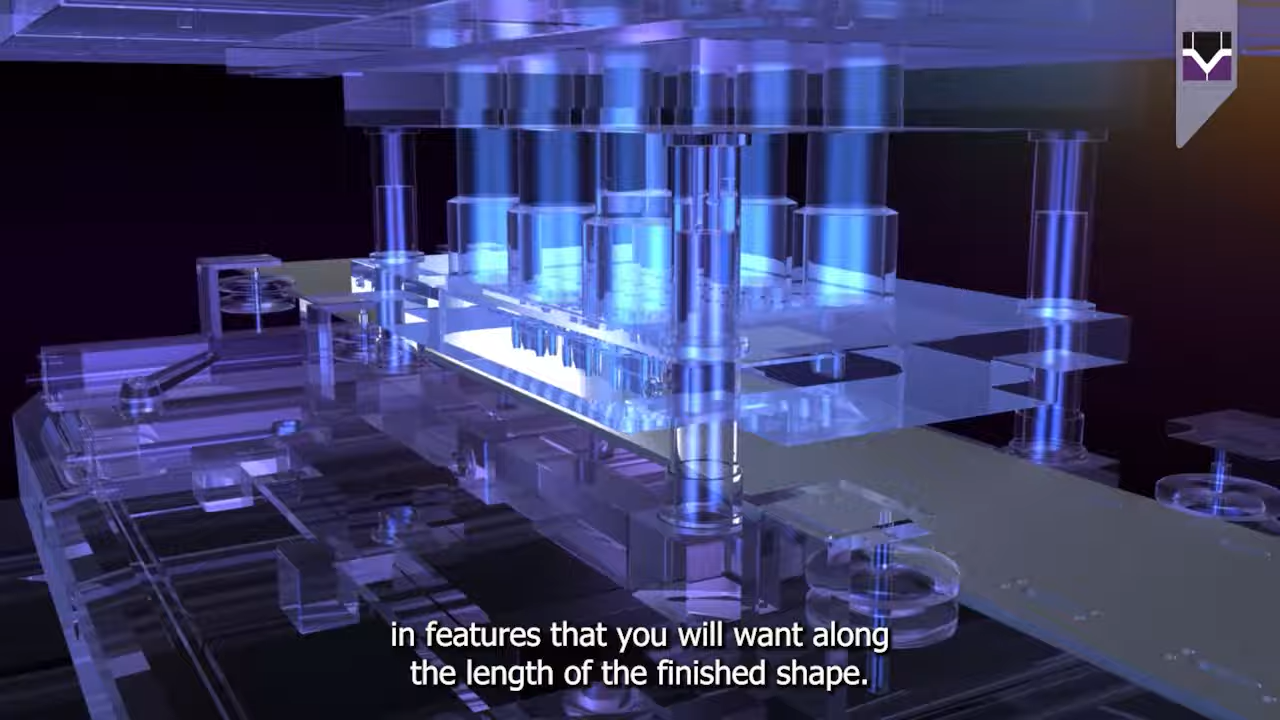 in features that you will want along
the length of the finished shape.